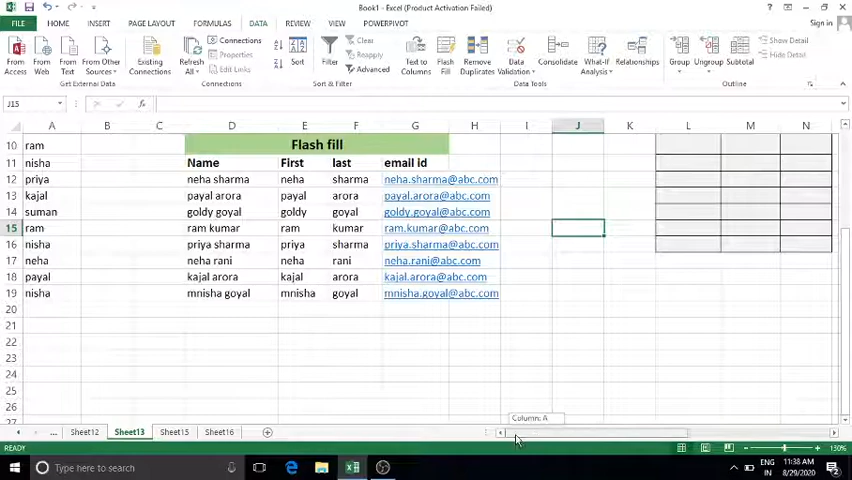 Book1 - Excel (Product Activation Failed)
FILE HOME INSERT PAGE LAYOUT FORMULAS DATA REVIEW VIEW POWERPIVOT Sign in
From Access
From Web
From Text
From Other Sources
Existing Connections
Refresh All
Connections
Properties
Edit Links
Sort
Filter
Clear
Reapply
Advanced
Text to Columns
Flash Fill
Remove Duplicates
Data Validation
Consolidate
What-If Analysis
Relationships
Group
Ungroup
Subtotal
Show Detail
Hide Detail
Get External Data Connections Sort & Filter Data Tools Outline
J15 fx
A B C D E F G H I J K L M N
10 ram Flash fill
11 nisha Name First last email id
12 priya neha sharma neha sharma neha.sharma@abc.com
13 kajal payal arora payal arora payal.arora@abc.com
14 suman goldy goyal goldy goyal goldy.goyal@abc.com
15 ram ram kumar ram kumar ram.kumar@abc.com
16 nisha priya sharma priya sharma priya.sharma@abc.com
17 neha neha rani neha rani neha.rani@abc.com
18 payal kajal arora kajal arora kajal.arora@abc.com
19 nisha mnisha goyal mnisha goyal mnisha.goyal@abc.com
20
21
22
23
24
25
26
27
Column: A
... Sheet12 Sheet13 Sheet15 Sheet16
READY 130%
Type here to search
ENG
IN
11:38 AM
8/29/2020
2